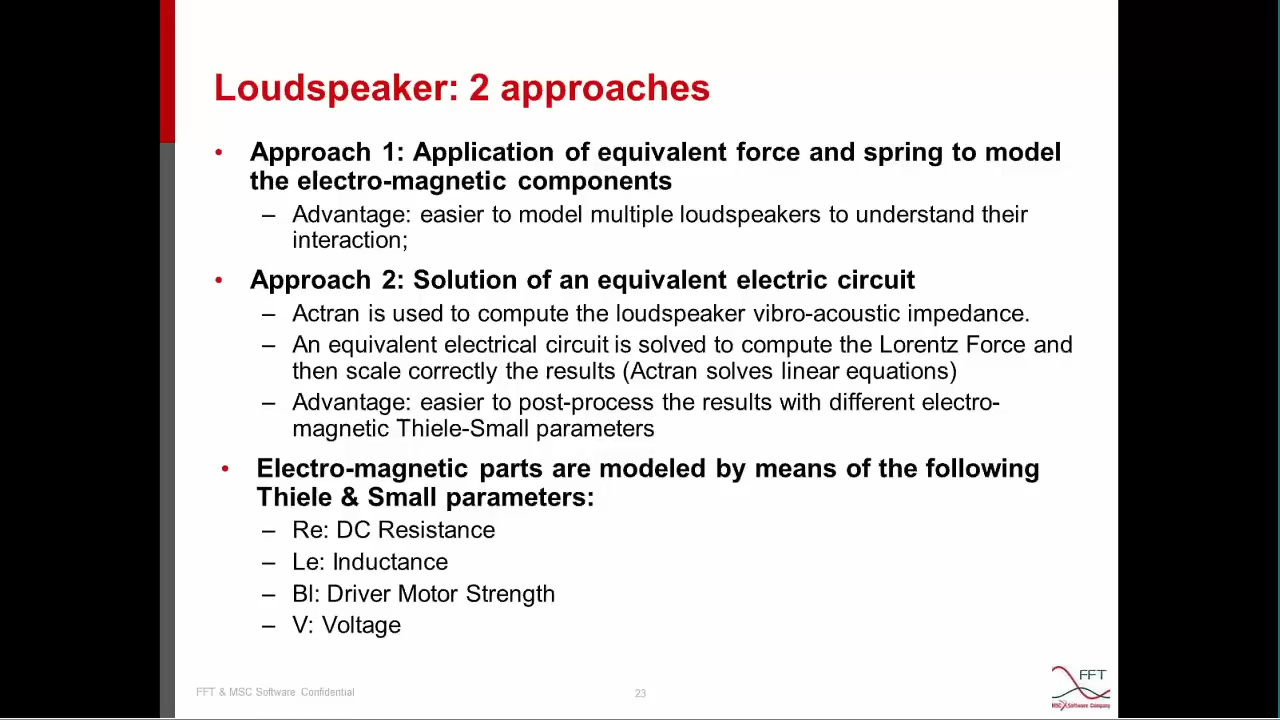 Loudspeaker: 2 approaches
• Approach 1: Application of equivalent force and spring to model
the electro-magnetic components
– Advantage: easier to model multiple loudspeakers to understand their
interaction;
• Approach 2: Solution of an equivalent electric circuit
– Actran is used to compute the loudspeaker vibro-acoustic impedance.
– An equivalent electrical circuit is solved to compute the Lorentz Force and
then scale correctly the results (Actran solves linear equations)
– Advantage: easier to post-process the results with different electro-
magnetic Thiele-Small parameters
• Electro-magnetic parts are modeled by means of the following
Thiele & Small parameters:
– Re: DC Resistance
– Le: Inductance
– Bl: Driver Motor Strength
– V: Voltage
FFT & MSC Software Confidential
23
FFT
MSC Software Company